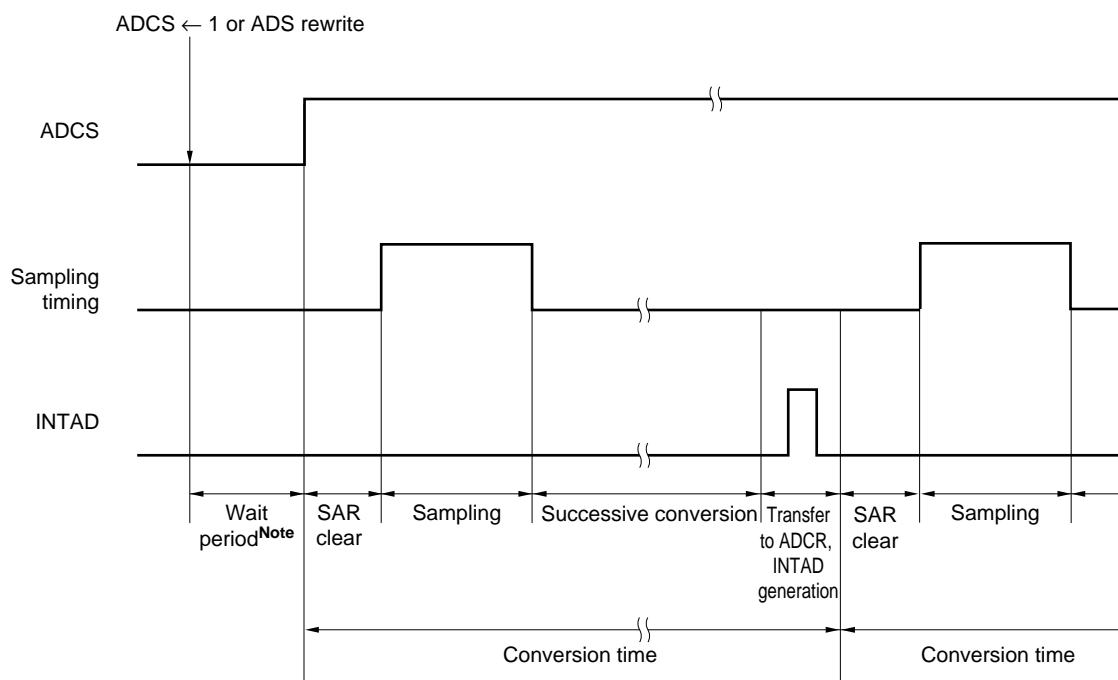 ADCS ← 1 or ADS rewrite
ADCS
Sampling
timing
INTAD
Wait
periodNote
SAR
clear
Sampling
Successive conversion
Transfer
to ADCR,
INTAD
generation
SAR
clear
Sampling
Conversion time
Conversion time